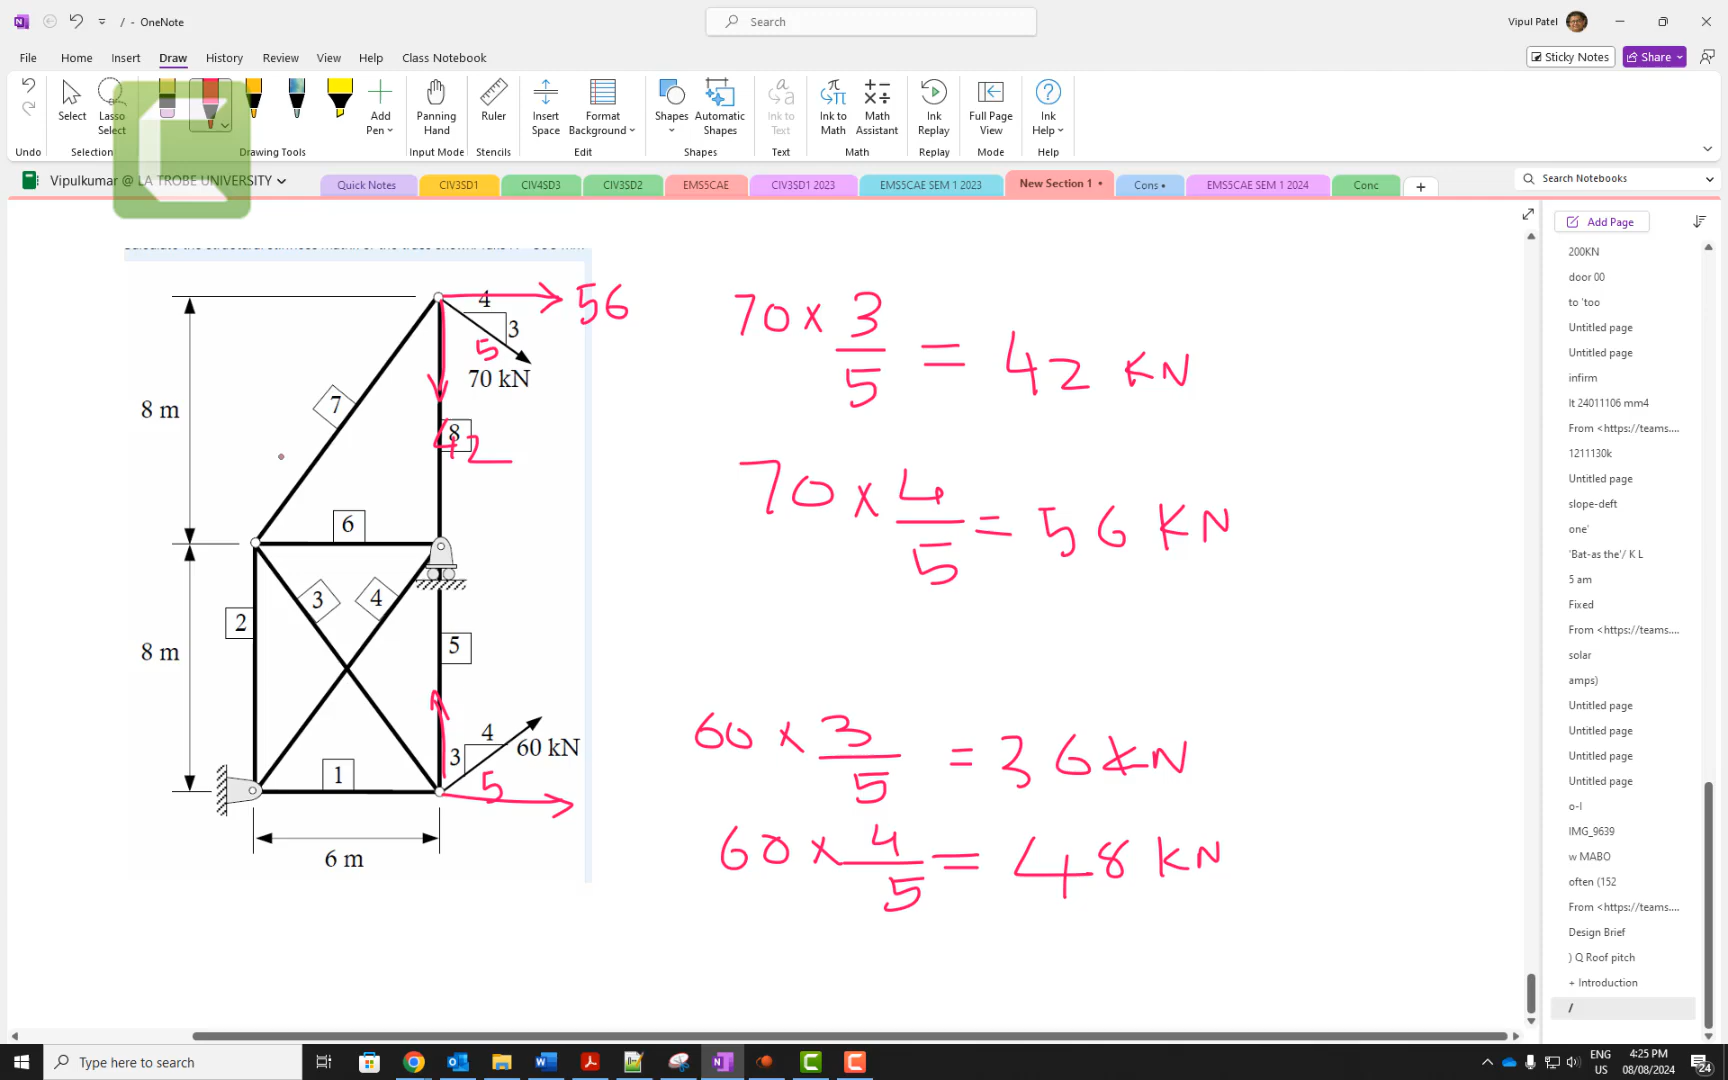 / - OneNote
Search
Vipul Patel
File Home Insert Draw History Review View Help Class Notebook
Sticky Notes
Share
Select
Lasso Select
Add Pen
Panning Hand
Ruler
Insert Space
Format Background
Shapes
Automatic Shapes
Ink to Text
Ink to Math
Math Assistant
Ink Replay
Full Page View
Ink Help
Undo
Drawing Tools
Input Mode
Stencils
Edit
Shapes
Text
Math
Replay
Mode
Help
Vipulkumar @ LA TROBE UNIVERSITY
Quick Notes
CIV3SD1
CIV4SD3
CIV3SD2
EMS5CAE
CIV3SD1 2023
EMS5CAE SEM 1 2023
New Section 1
Cons
EMS5CAE SEM 1 2024
Conc
Search Notebooks
Add Page
200KN
door 00
to 'too
Untitled page
Untitled page
infirm
It 24011106 mm4
From <https://teams....
1211130k
Untitled page
slope-deft
one'
'Bat-as the'/ K L
5 am
Fixed
From <https://teams....
solar
amps)
Untitled page
Untitled page
Untitled page
Untitled page
o-l
IMG_9639
w MABO
often (152
From <https://teams....
Design Brief
) Q Roof pitch
+ Introduction
/
4
56
3
5
70 kN
8 m
7
8
42
6
3
4
2
5
8 m
4
3
60 kN
5
1
6 m
70 × 3/5 = 42 KN
70 × 4/5 = 56 KN
60 × 3/5 = 36 KN
60 × 4/5 = 48 KN
Type here to search
ENG
US
4:25 PM
08/08/2024
24